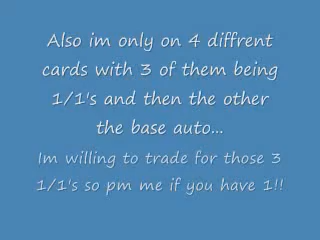 Also im only on 4 diffrent
cards with 3 of them being
1/1's and then the other
the base auto...
Im willing to trade for those 3
1/1's so pm me if you have 1!!